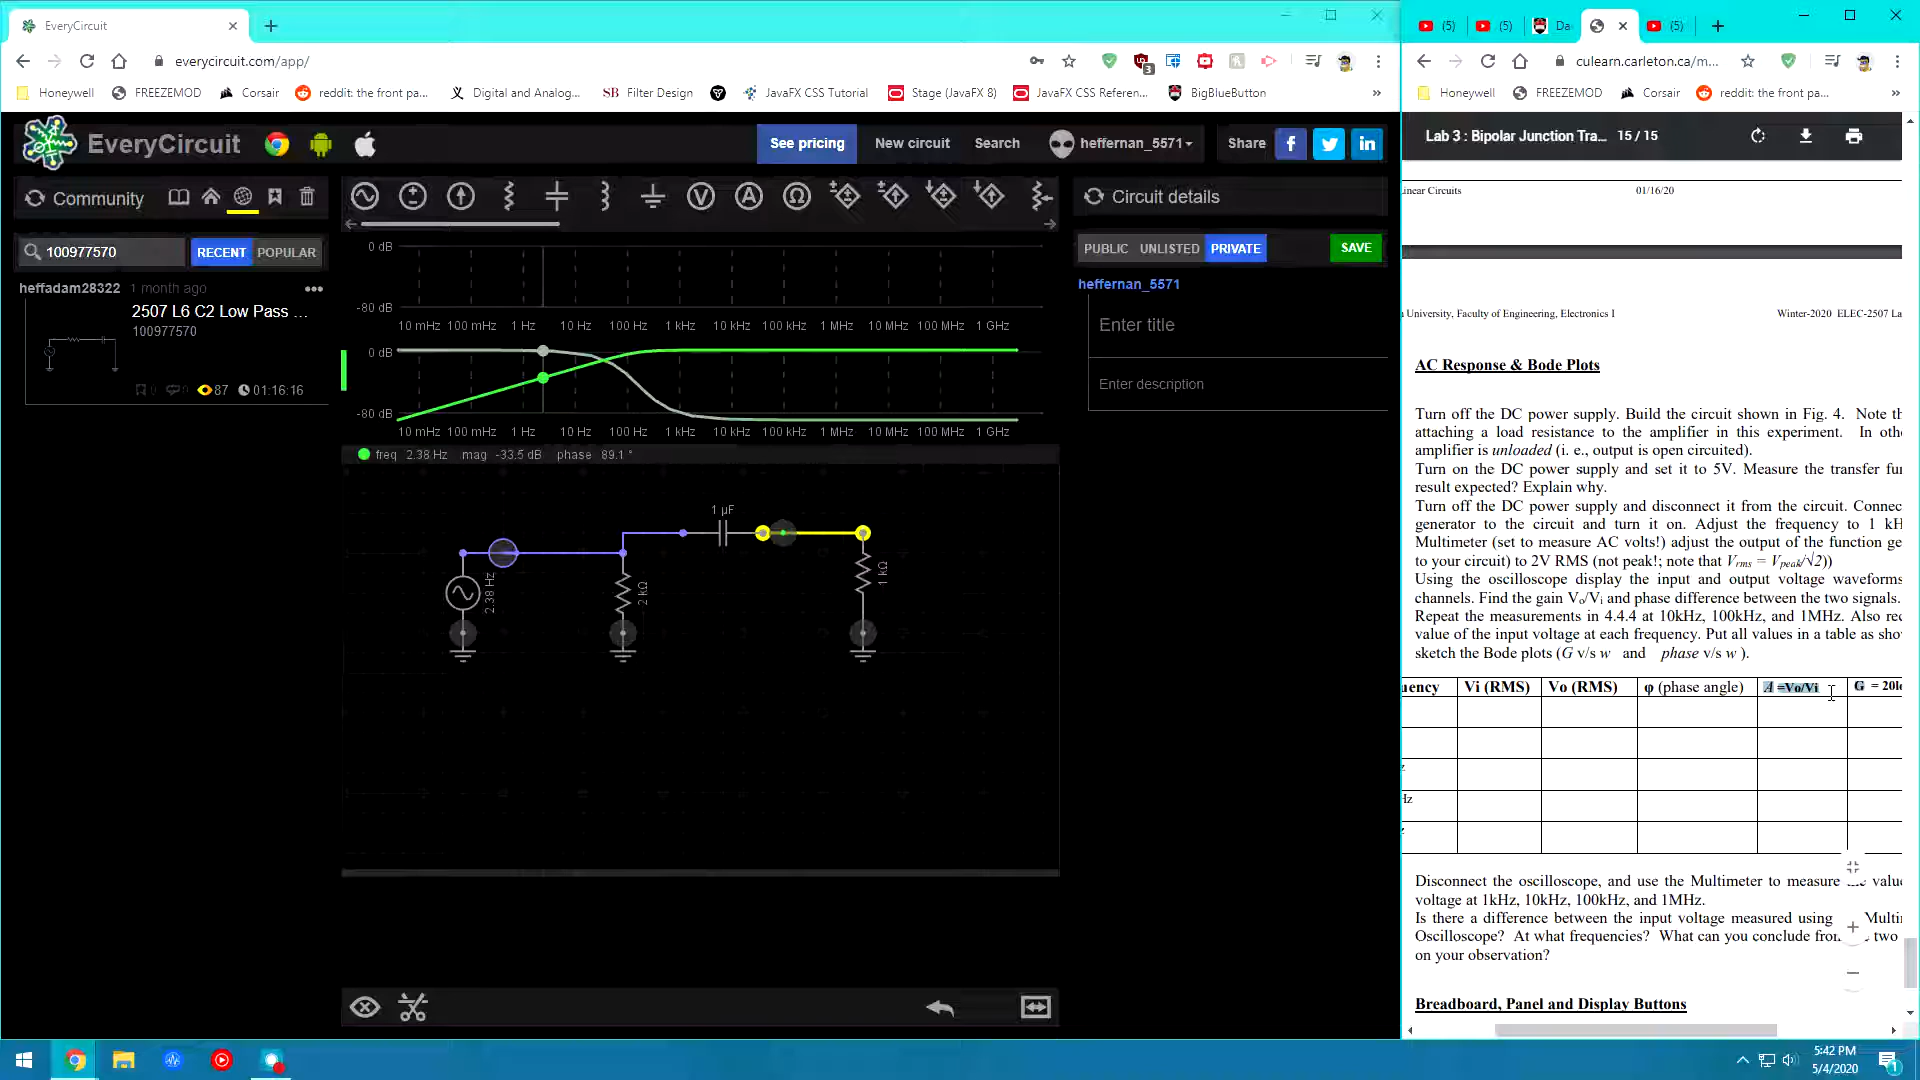 EveryCircuit
everycircuit.com/app/
3
Honeywell
FREEZEMOD
Corsair
reddit: the front pa...
Digital and Analog...
SB Filter Design
JavaFX CSS Tutorial
Stage (JavaFX 8)
JavaFX CSS Referen...
BigBlueButton
»
EveryCircuit
See pricing
New circuit
Search
heffernan_5571
Share
Community
100977570
RECENT
POPULAR
heffadam28322
1 month ago
2507 L6 C2 Low Pass ...
100977570
0
0
87
01:16:16
0 dB
-80 dB
10 mHz 100 mHz 1 Hz 10 Hz 100 Hz 1 kHz 10 kHz 100 kHz 1 MHz 10 MHz 100 MHz 1 GHz
0 dB
-80 dB
10 mHz 100 mHz 1 Hz 10 Hz 100 Hz 1 kHz 10 kHz 100 kHz 1 MHz 10 MHz 100 MHz 1 GHz
freq 2.38 Hz mag -33.5 dB phase 89.1 °
1 µF
2.38 Hz
2 kΩ
1 kΩ
Circuit details
PUBLIC
UNLISTED
PRIVATE
SAVE
heffernan_5571
Enter title
Enter description
(5)
(5)
Da
(5)
culearn.carleton.ca/m...
Honeywell
FREEZEMOD
Corsair
reddit: the front pa...
»
Lab 3 : Bipolar Junction Tra...
15 / 15
inear Circuits
01/16/20
University, Faculty of Engineering, Electronics I
Winter-2020 ELEC-2507 La
AC Response & Bode Plots
Turn off the DC power supply. Build the circuit shown in Fig. 4. Note th
attaching a load resistance to the amplifier in this experiment. In othe
amplifier is unloaded (i. e., output is open circuited).
Turn on the DC power supply and set it to 5V. Measure the transfer fun
result expected? Explain why.
Turn off the DC power supply and disconnect it from the circuit. Connec
generator to the circuit and turn it on. Adjust the frequency to 1 kH
Multimeter (set to measure AC volts!) adjust the output of the function ge
to your circuit) to 2V RMS (not peak!; note that Vrms = Vpeak/√2))
Using the oscilloscope display the input and output voltage waveforms
channels. Find the gain Vo/Vi and phase difference between the two signals.
Repeat the measurements in 4.4.4 at 10kHz, 100kHz, and 1MHz. Also rec
value of the input voltage at each frequency. Put all values in a table as sho
sketch the Bode plots (G v/s w and phase v/s w ).
uency
Vi (RMS)
Vo (RMS)
φ (phase angle)
A =Vo/Vi
G = 20l
z
Hz
z
Disconnect the oscilloscope, and use the Multimeter to measure valu
voltage at 1kHz, 10kHz, 100kHz, and 1MHz.
Is there a difference between the input voltage measured using Multi
Oscilloscope? At what frequencies? What can you conclude from two
on your observation?
Breadboard, Panel and Display Buttons
5:42 PM
5/4/2020
1